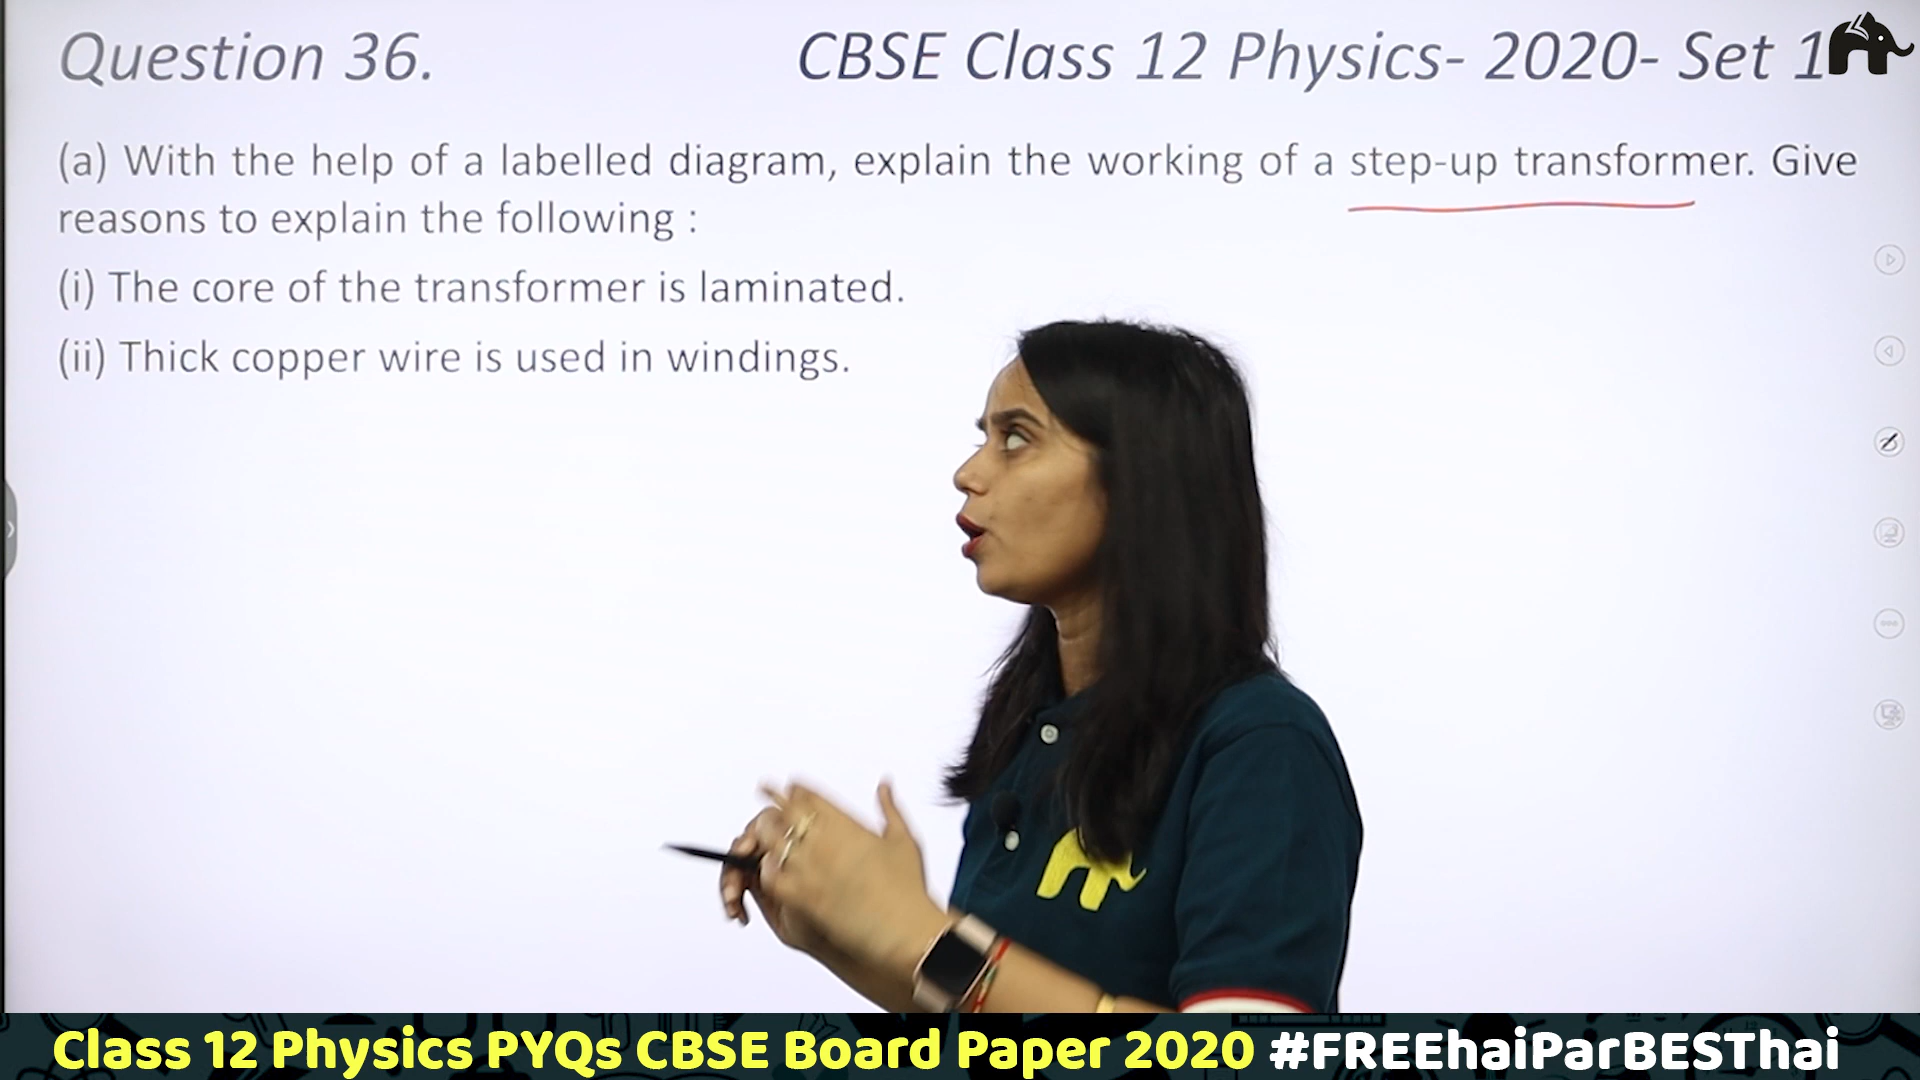 Question 36.
CBSE Class 12 Physics- 2020- Set 1
(a) With the help of a labelled diagram, explain the working of a step-up transformer. Give
reasons to explain the following :
(i) The core of the transformer is laminated.
(ii) Thick copper wire is used in windings.
Class 12 Physics PYQs CBSE Board Paper 2020 #FREEhaiParBESThai